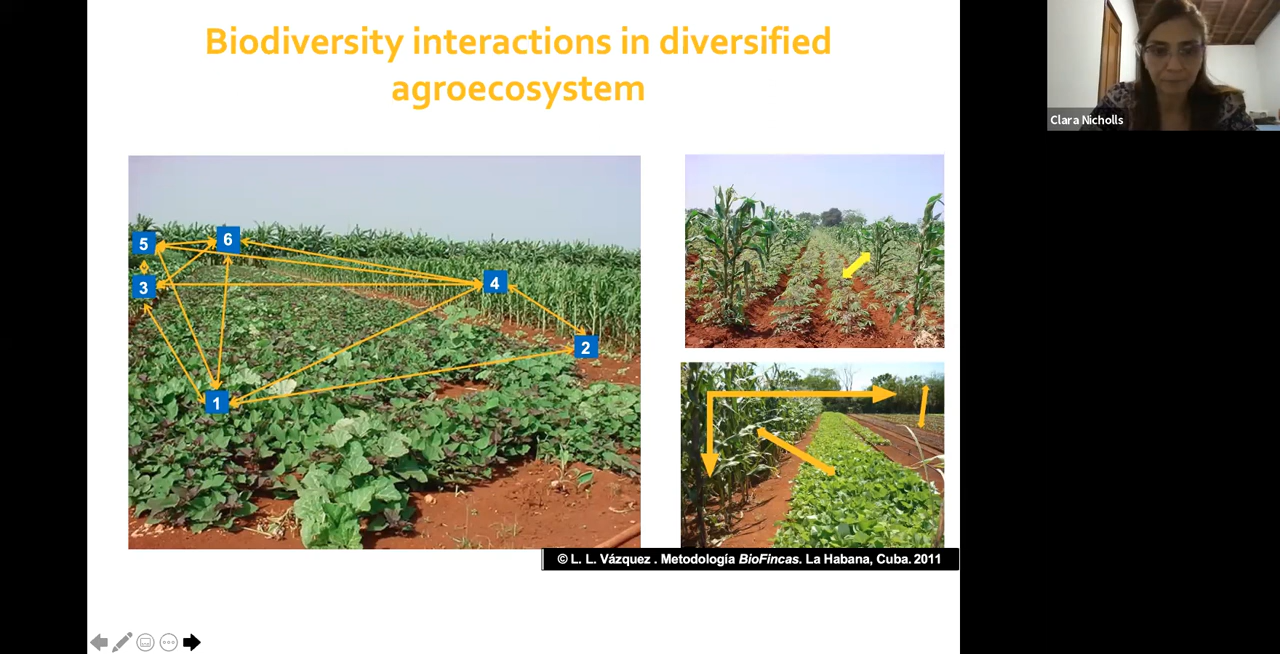 Biodiversity interactions in diversified
agroecosystem
Clara Nicholls
5
6
3
4
2
1
© L. L. Vázquez . Metodología BioFincas. La Habana, Cuba. 2011